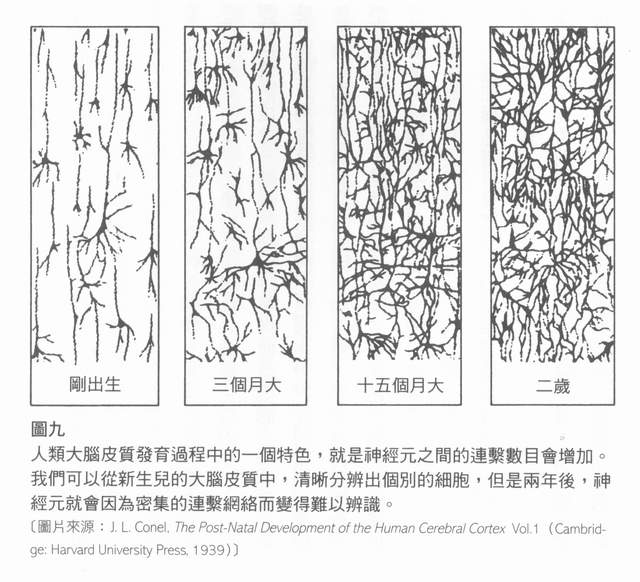 剛出生
三個月大
十五個月大
二歲
圖九
人類大腦皮質發育過程中的一個特色，就是神經元之間的連繫數目會增加。
我們可以從新生兒的大腦皮質中，清晰分辨出個別的細胞，但是兩年後，神
經元就會因為密集的連繫網絡而變得難以辨識。
〔圖片來源：J. L. Conel, The Post-Natal Development of the Human Cerebral Cortex Vol.1（Cambrid-
ge: Harvard University Press, 1939)〕